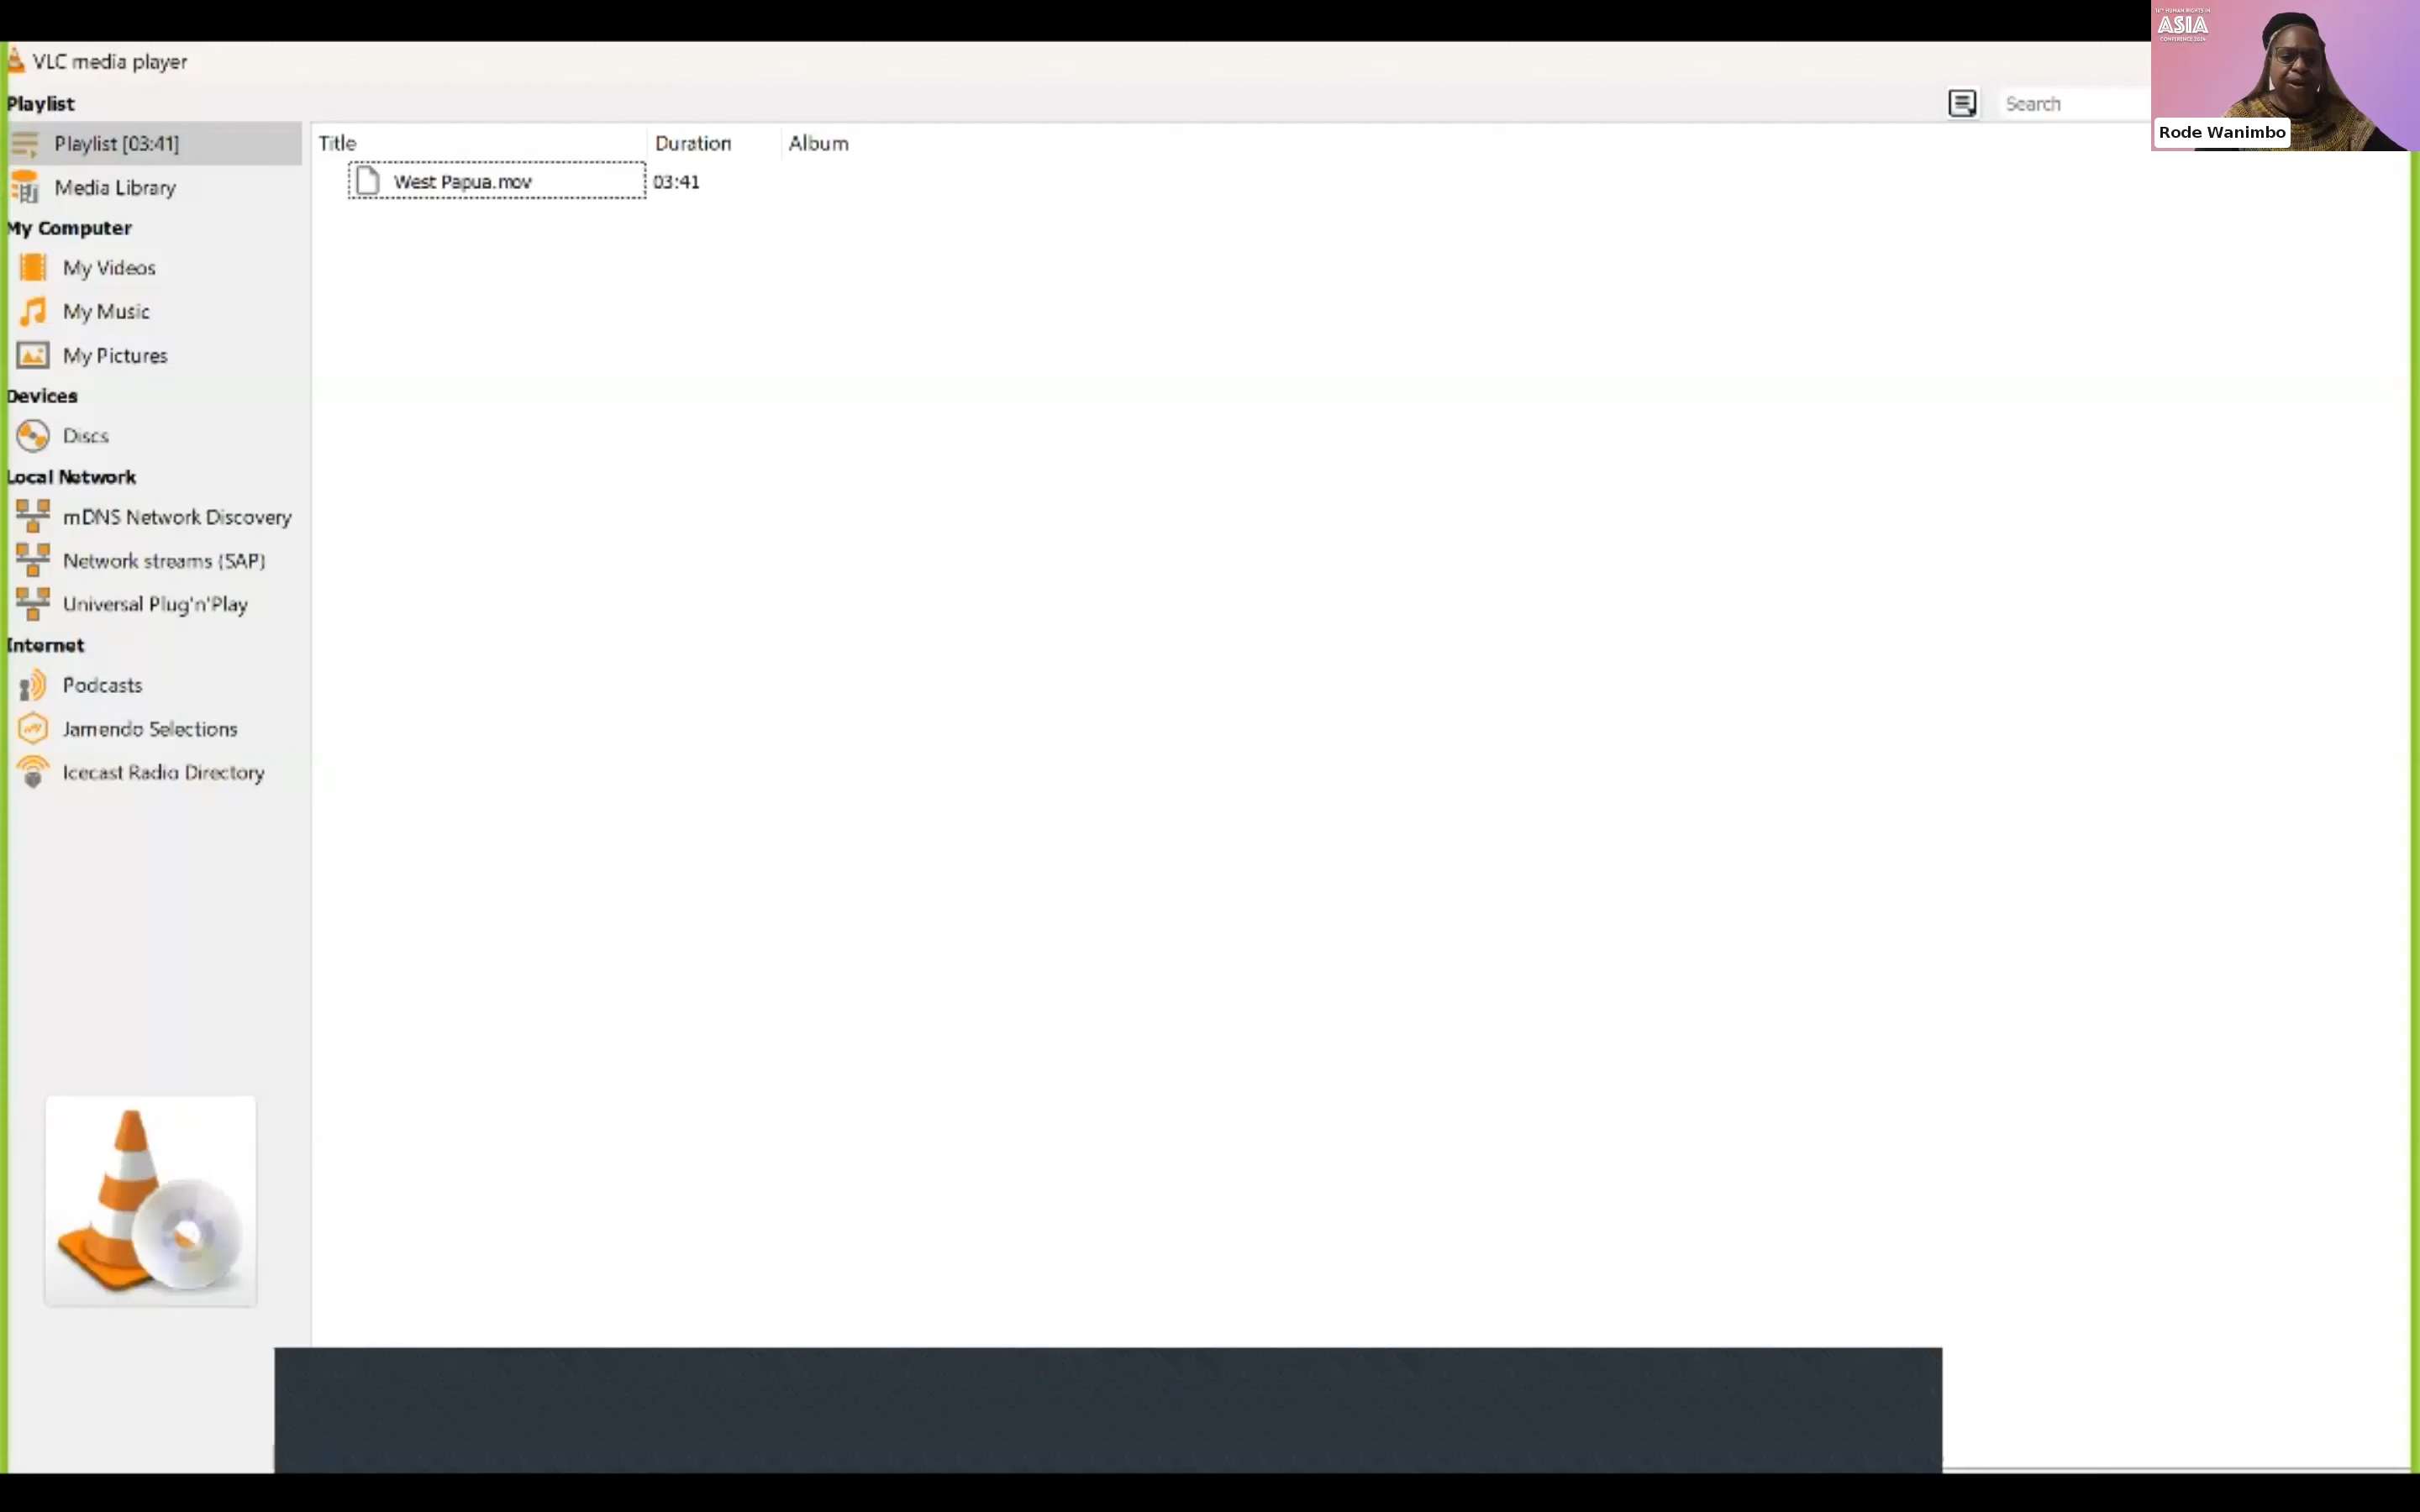 VLC media player
Playlist
Search
Playlist [03:41]
Media Library
My Computer
My Videos
My Music
My Pictures
Devices
Discs
Local Network
mDNS Network Discovery
Network streams (SAP)
Universal Plug'n'Play
Internet
Podcasts
Jamendo Selections
Icecast Radio Directory
Title Duration Album
West Papua.mov 03:41
ASIA
CONFERENCE 2024
Rode Wanimbo